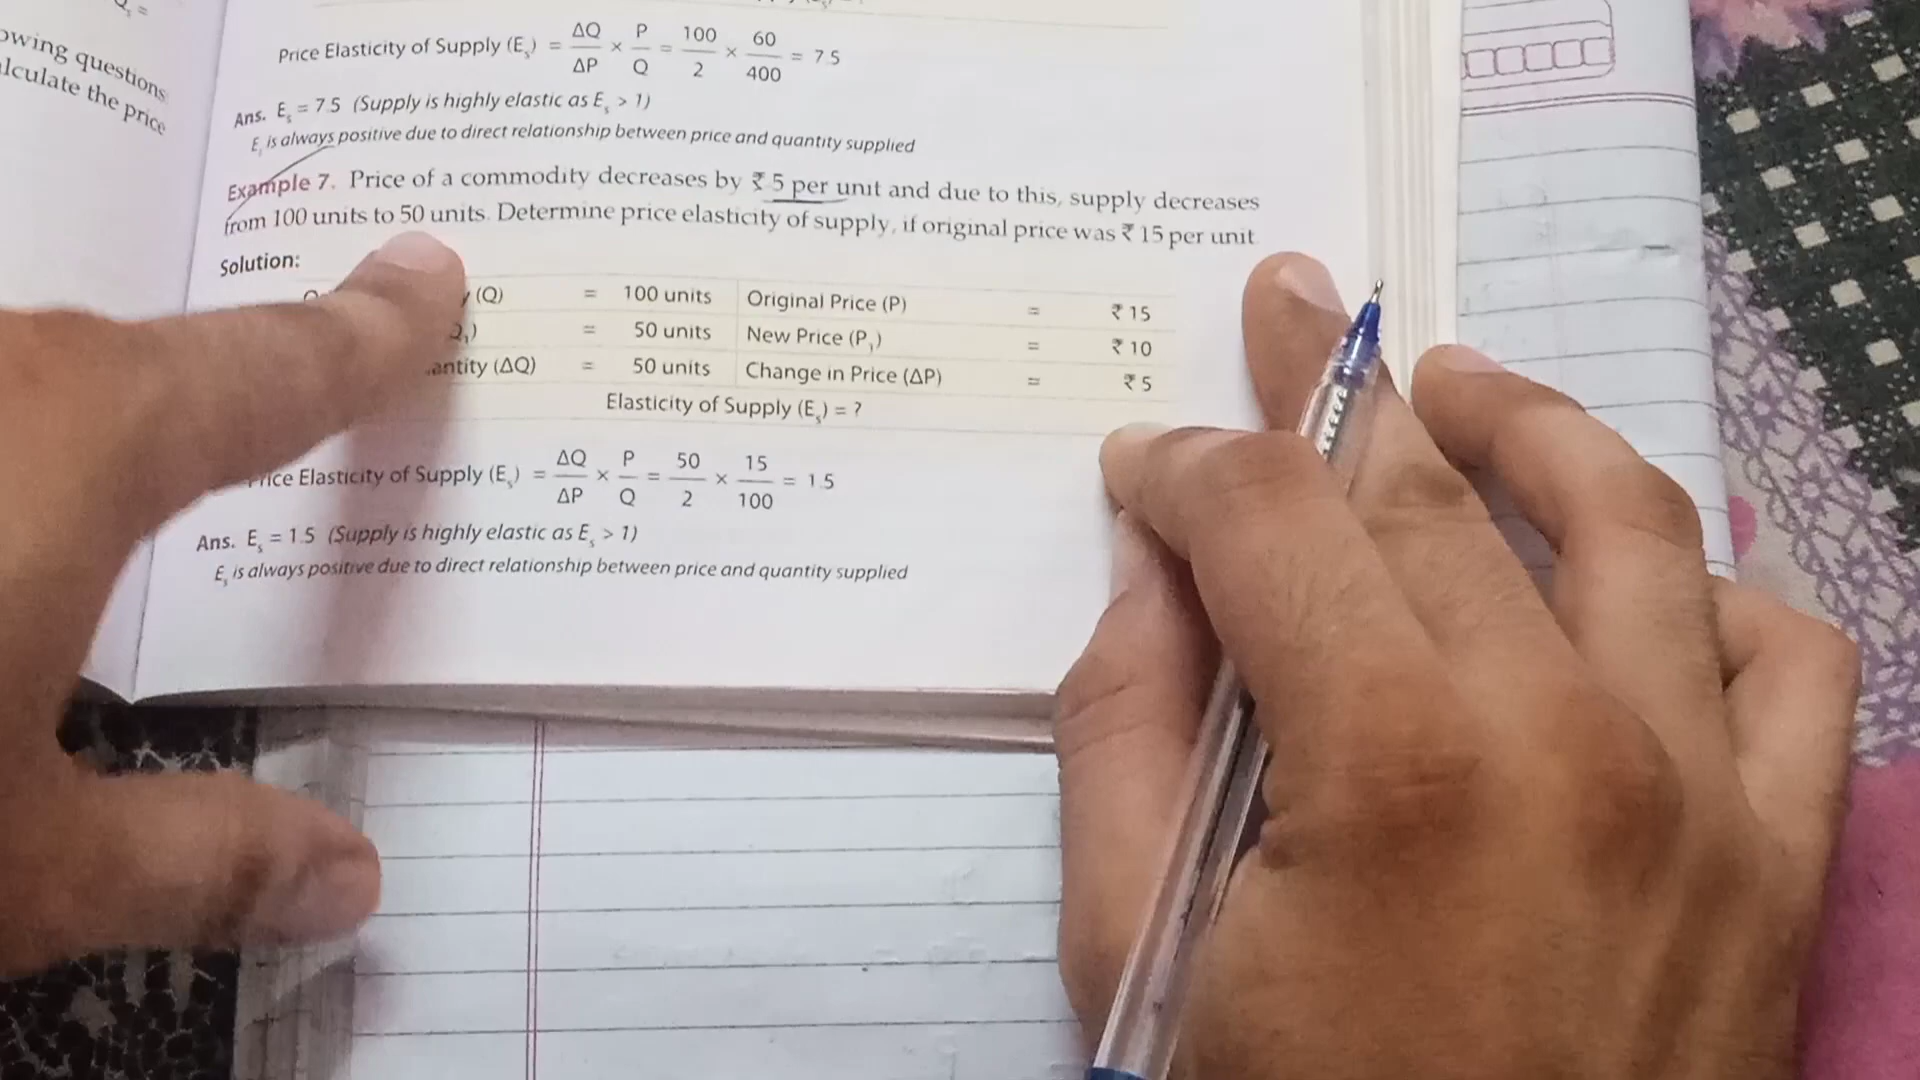 owing questions
lculate the price
Price Elasticity of Supply (Es) = ΔQ/ΔP × P/Q = 100/2 × 60/400 = 7.5
Ans. Es = 7.5 (Supply is highly elastic as Es > 1)
Es is always positive due to direct relationship between price and quantity supplied
Example 7. Price of a commodity decreases by ₹ 5 per unit and due to this, supply decreases
from 100 units to 50 units. Determine price elasticity of supply, if original price was ₹ 15 per unit
Solution:
(Q) = 100 units Original Price (P) = ₹ 15
Q1) = 50 units New Price (P1) = ₹ 10
antity (ΔQ) = 50 units Change in Price (ΔP) = ₹ 5
Elasticity of Supply (Es) = ?
rice Elasticity of Supply (Es) = ΔQ/ΔP × P/Q = 50/2 × 15/100 = 1.5
Ans. Es = 1.5 (Supply is highly elastic as Es > 1)
Es is always positive due to direct relationship between price and quantity supplied